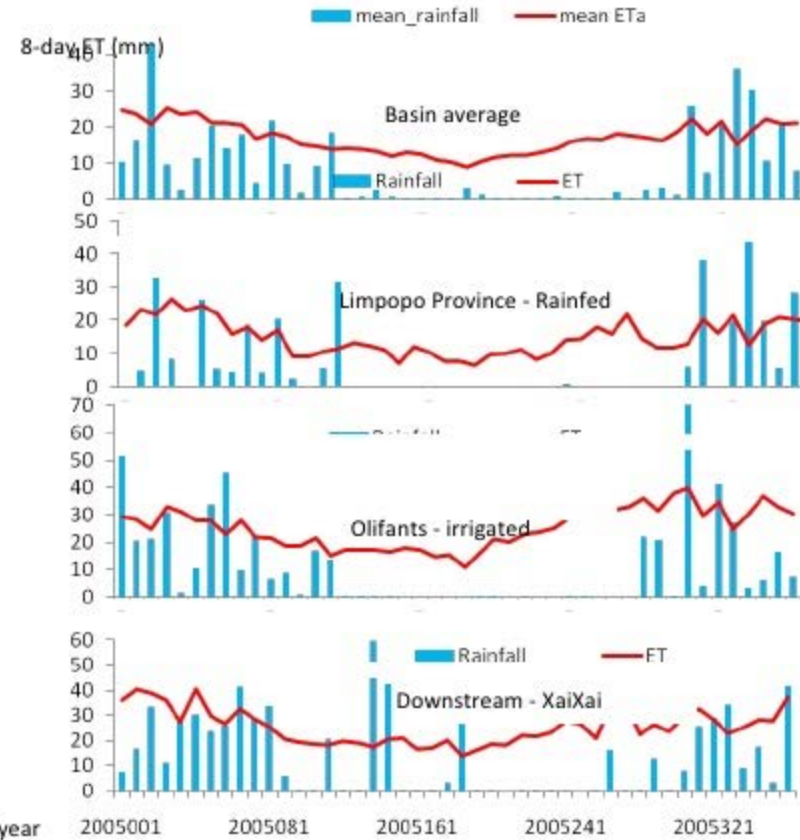 mean_rainfall mean ETa
8-day ET (mm)
40
30
Basin average
20
10
Rainfall ET
0
50
40
30
Limpopo Province - Rainfed
20
10
0
70
60
50
40
30
Olifants - irrigated
20
10
0
60
Rainfall ET
50
40
Downstream - XaiXai
30
20
10
0
year 2005001 2005081 2005161 2005241 2005321